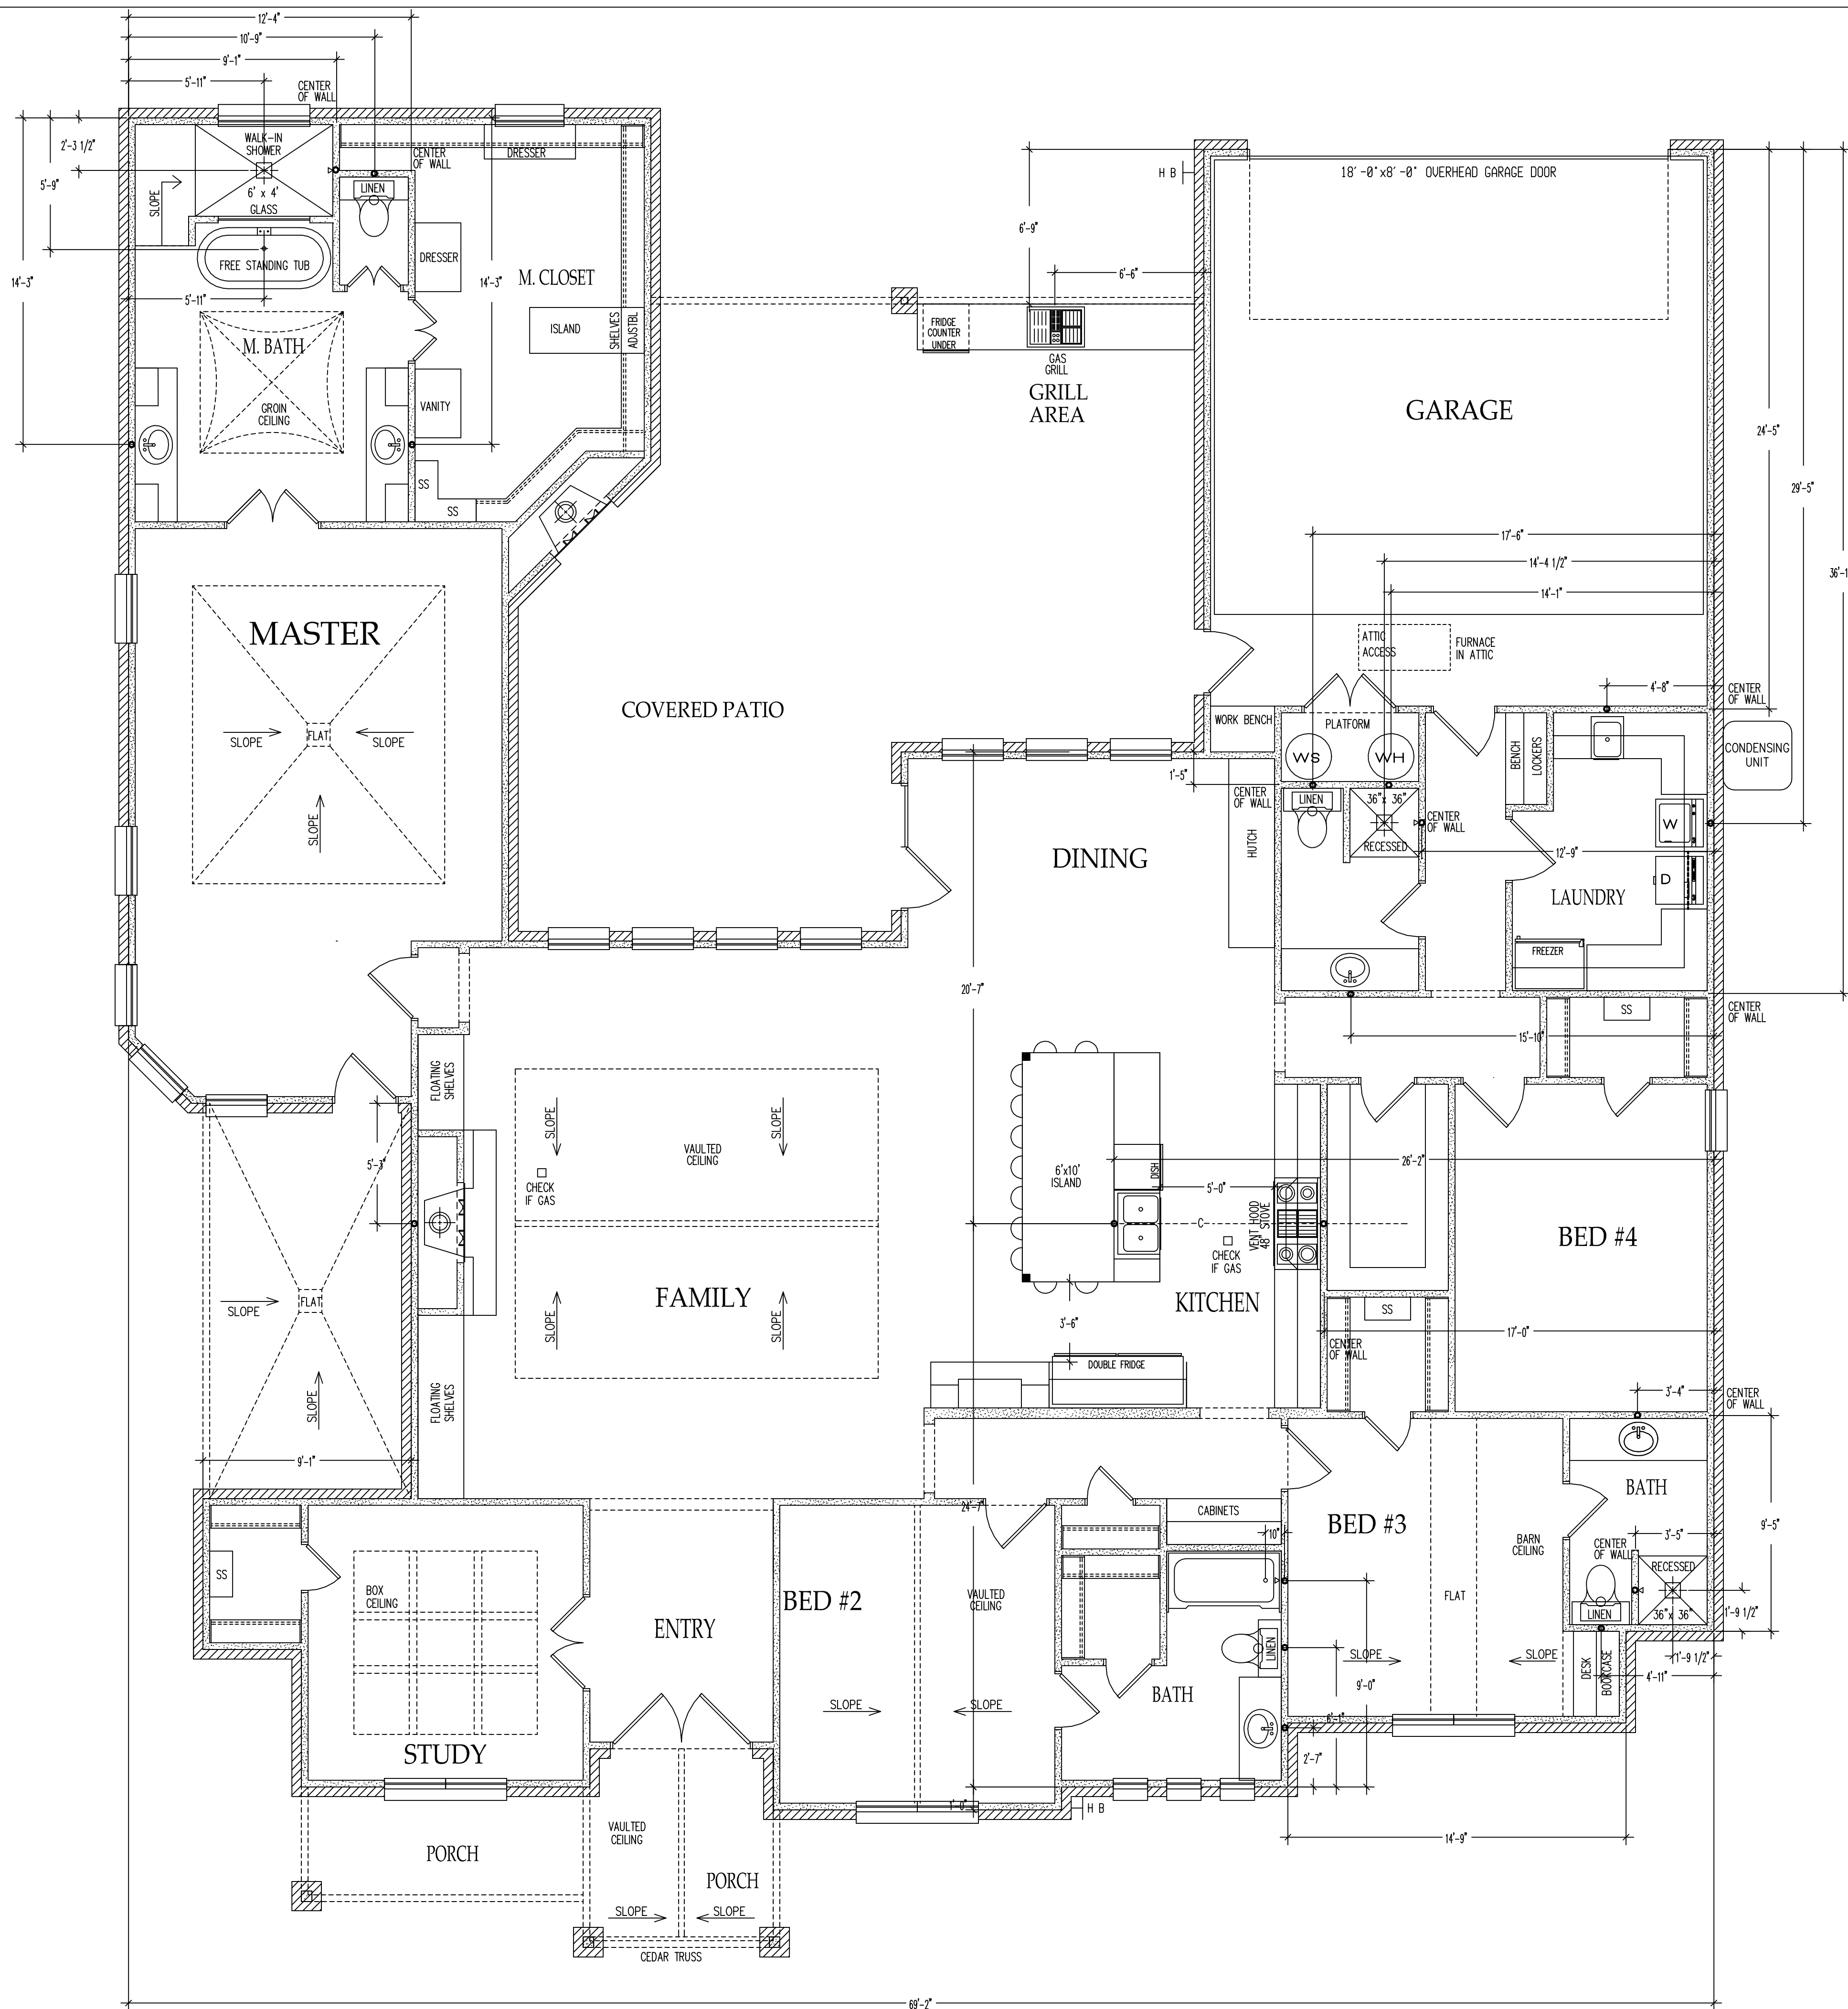 12'-4"
10'-9"
9'-1"
5'-11"
CENTER
OF WALL
2'-3 1/2"
5'-9"
14'-3"
WALK-IN
SHOWER
6' x 4'
GLASS
SLOPE
FREE STANDING TUB
5'-11"
LINEN
CENTER
OF WALL
DRESSER
DRESSER
14'-3"
M. CLOSET
ISLAND
SHELVES
ADJSTBL
M. BATH
GROIN
CEILING
VANITY
SS
SS
H B
18'-0"x8'-0" OVERHEAD GARAGE DOOR
6'-9"
6'-6"
FRIDGE
COUNTER
UNDER
GAS
GRILL
GRILL
AREA
GARAGE
24'-5"
29'-5"
36'-1
17'-6"
14'-4 1/2"
14'-1"
ATTIC
ACCESS
FURNACE
IN ATTIC
4'-8"
CENTER
OF WALL
MASTER
FLAT
SLOPE
SLOPE
SLOPE
COVERED PATIO
WORK BENCH
PLATFORM
WS
WH
BENCH
LOCKERS
CONDENSING
UNIT
1'-5"
CENTER
OF WALL
LINEN
36"x 36"
RECESSED
CENTER
OF WALL
12'-9"
W
D
DINING
HUTCH
LAUNDRY
FREEZER
20'-7"
SS
CENTER
OF WALL
15'-10"
FLOATING
SHELVES
5'-3"
SLOPE
SLOPE
VAULTED
CEILING
CHECK
IF GAS
6'x10'
ISLAND
DISH
26'-2"
5'-0"
VENT HOOD
48" STOVE
C
CHECK
IF GAS
BED #4
FLAT
SLOPE
SLOPE
FAMILY
SLOPE
SLOPE
KITCHEN
3'-6"
SS
17'-0"
CENTER
OF WALL
DOUBLE FRIDGE
3'-4"
CENTER
OF WALL
FLOATING
SHELVES
9'-1"
24'-7"
CABINETS
10"
BED #3
BARN
CEILING
BATH
9'-5"
3'-5"
CENTER
OF WALL
RECESSED
36"x 36"
LINEN
1'-9 1/2"
1'-9 1/2"
4'-11"
SS
BOX
CEILING
STUDY
ENTRY
BED #2
VAULTED
CEILING
SLOPE
SLOPE
BATH
LINEN
FLAT
SLOPE
SLOPE
DESK
BOOKCASE
9'-0"
6'-1"
2'-7"
1'-0"
H B
14'-9"
PORCH
VAULTED
CEILING
PORCH
SLOPE
SLOPE
CEDAR TRUSS
69'-2"